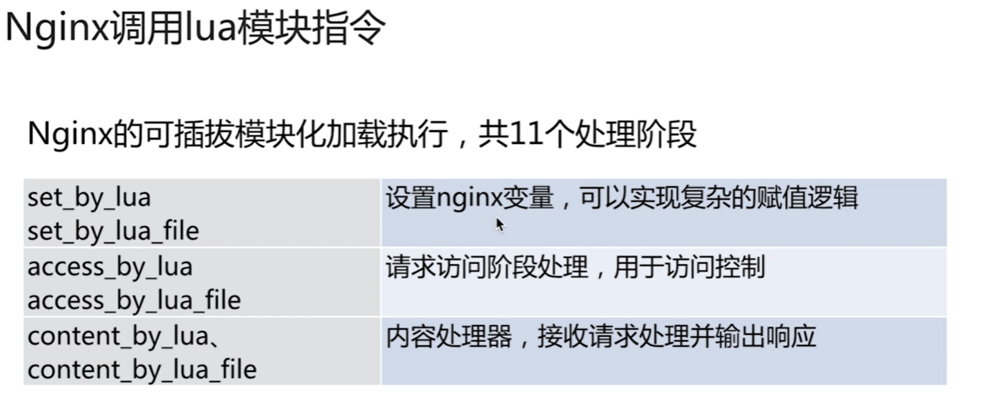 Nginx调用lua模块指令
Nginx的可插拔模块化加载执行，共11个处理阶段
set_by_lua
set_by_lua_file
设置nginx变量，可以实现复杂的赋值逻辑
access_by_lua
access_by_lua_file
请求访问阶段处理，用于访问控制
content_by_lua、
content_by_lua_file
内容处理器，接收请求处理并输出响应